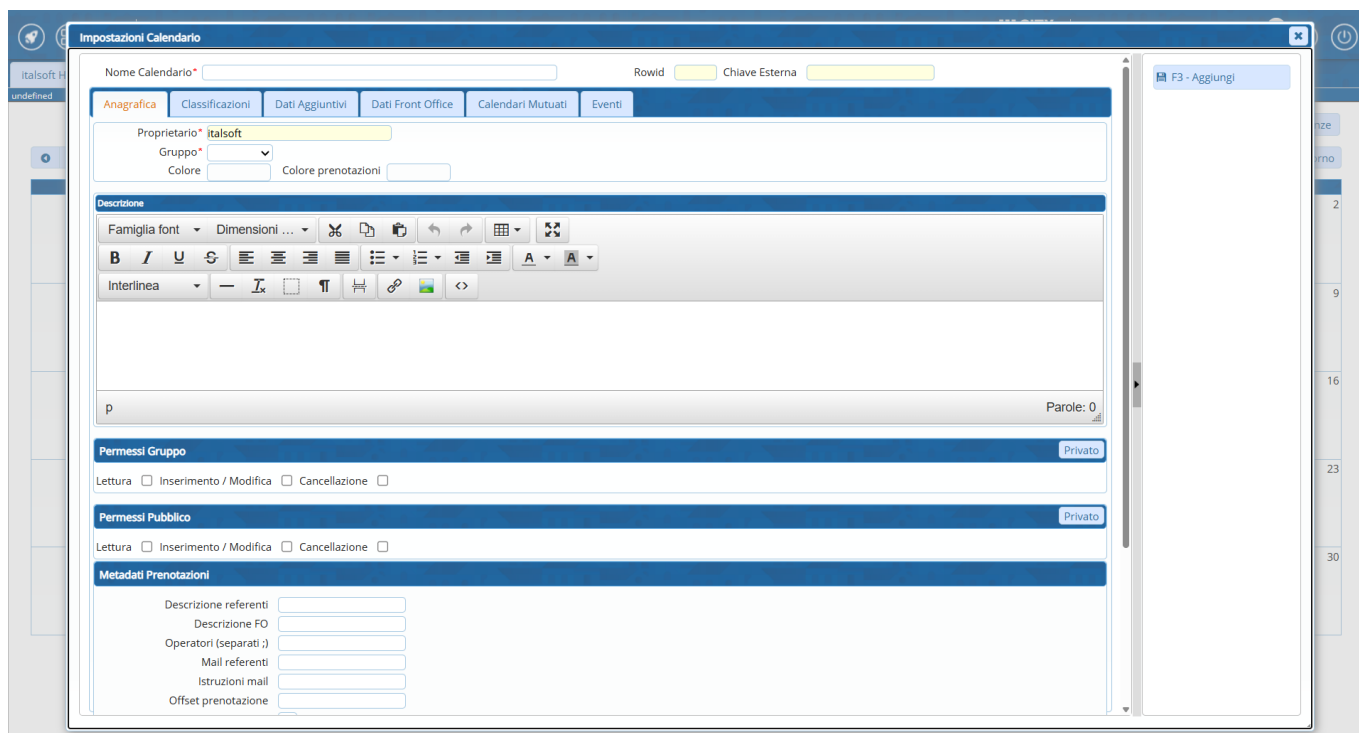 Impostazioni Calendario
italsoft H
undefined
Nome Calendario* Rowid Chiave Esterna
F3 - Aggiungi
Anagrafica Classificazioni Dati Aggiuntivi Dati Front Office Calendari Mutuati Eventi
Proprietario* italsoft
Gruppo*
Colore Colore prenotazioni
Descrizione
Famiglia font Dimensioni ...
B I U S A A
Interlinea
p Parole: 0
Permessi Gruppo Privato
Lettura Inserimento / Modifica Cancellazione
Permessi Pubblico Privato
Lettura Inserimento / Modifica Cancellazione
Metadati Prenotazioni
Descrizione referenti
Descrizione FO
Operatori (separati ;)
Mail referenti
Istruzioni mail
Offset prenotazione
nze
rno
2
9
16
23
30